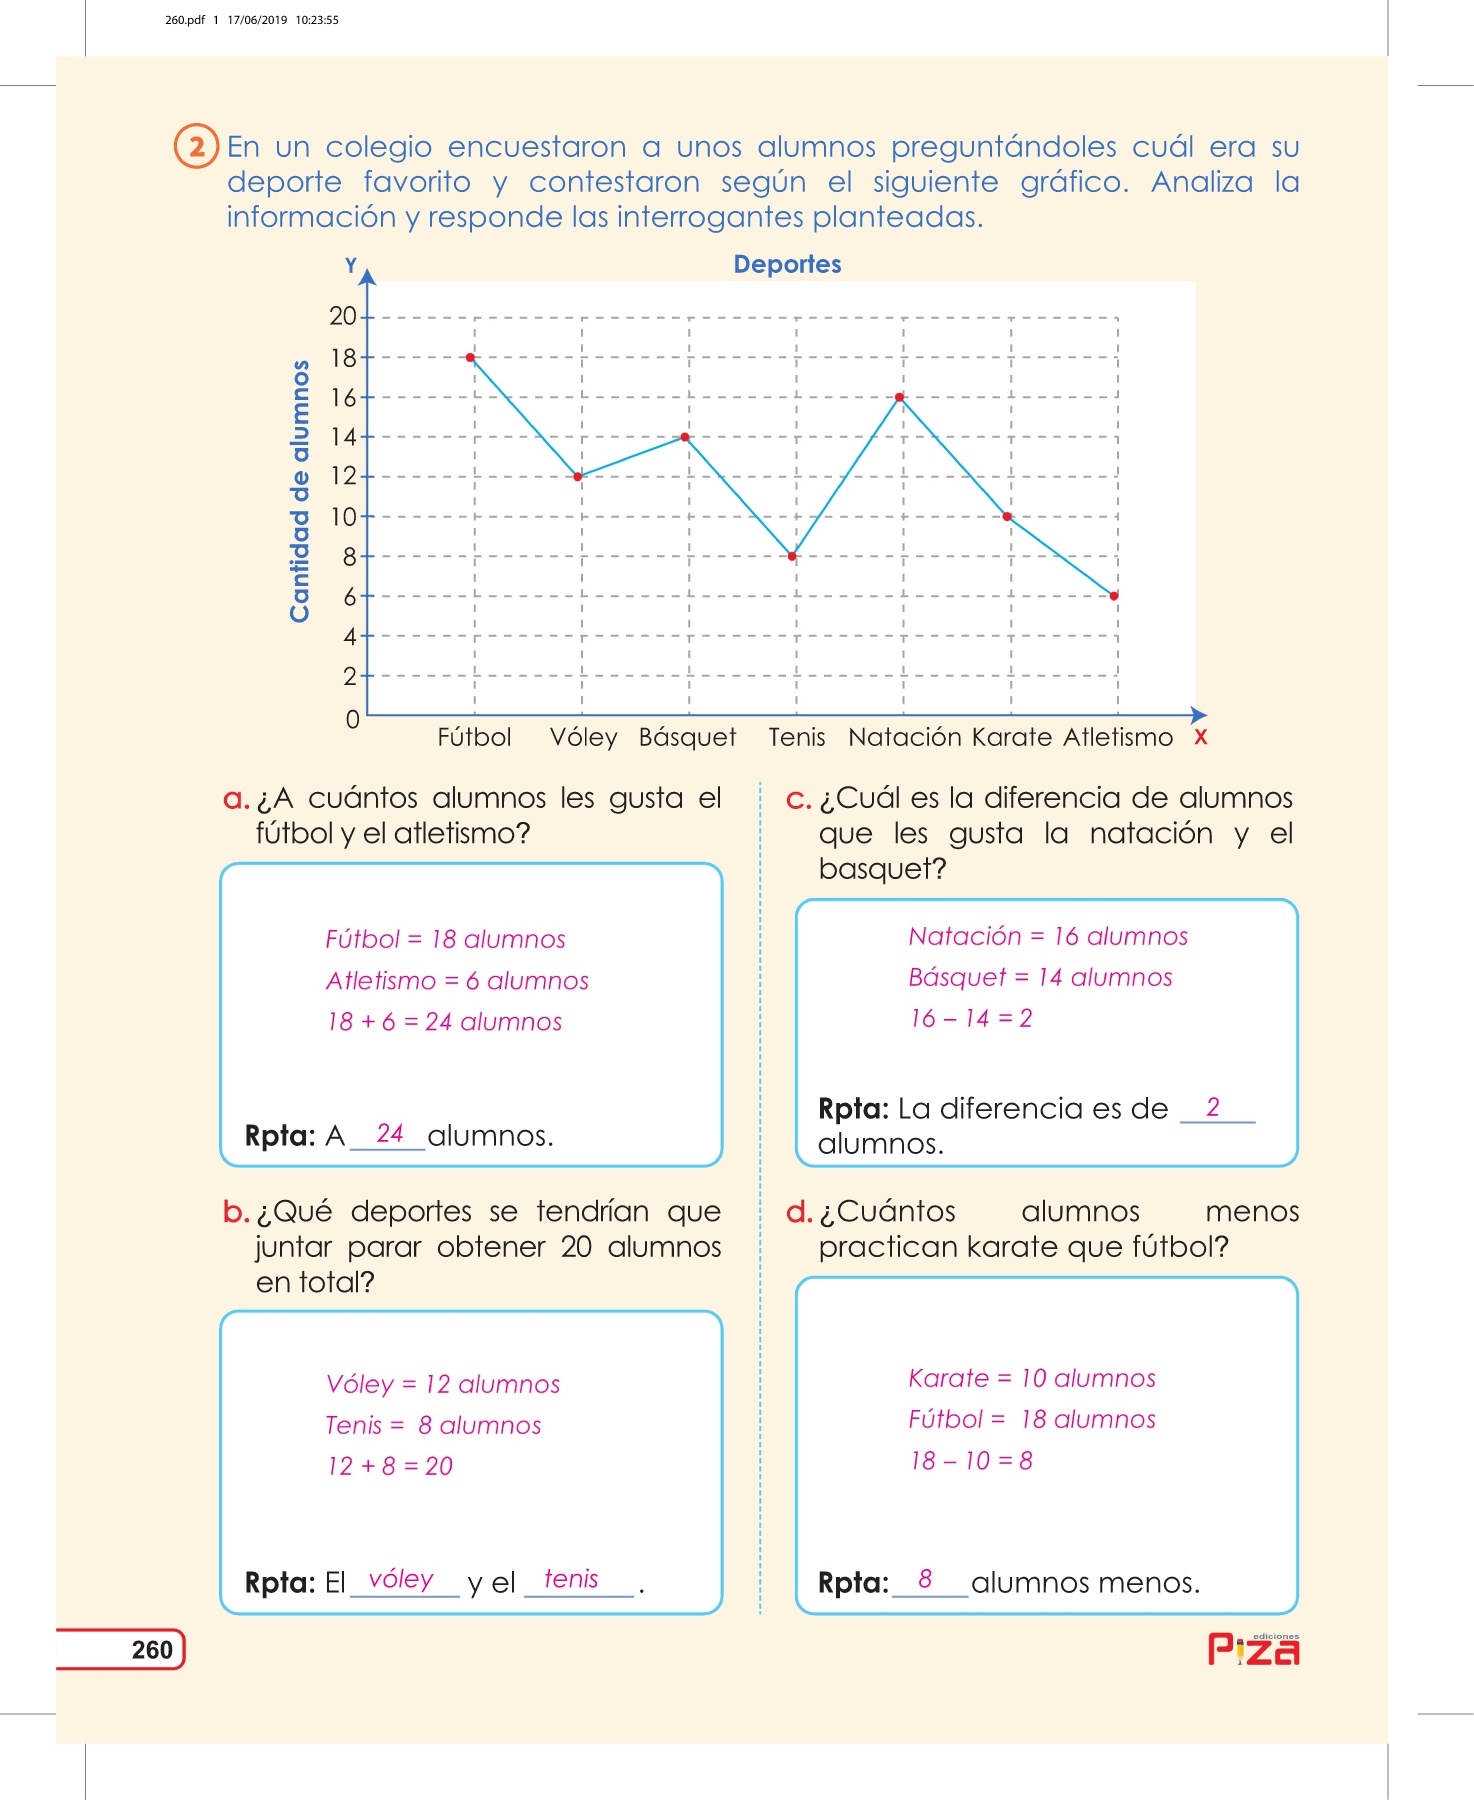 260.pdf 1 17/06/2019 10:23:55
2 En un colegio encuestaron a unos alumnos preguntándoles cuál era su
deporte favorito y contestaron según el siguiente gráfico. Analiza la
información y responde las interrogantes planteadas.
Deportes
Y
Cantidad de alumnos
20
18
16
14
12
10
8
6
4
2
0
Fútbol Vóley Básquet Tenis Natación Karate Atletismo X
a. ¿A cuántos alumnos les gusta el
fútbol y el atletismo?
Fútbol = 18 alumnos
Atletismo = 6 alumnos
18 + 6 = 24 alumnos
Rpta: A 24 alumnos.
b. ¿Qué deportes se tendrían que
juntar parar obtener 20 alumnos
en total?
Vóley = 12 alumnos
Tenis = 8 alumnos
12 + 8 = 20
Rpta: El vóley y el tenis .
c. ¿Cuál es la diferencia de alumnos
que les gusta la natación y el
basquet?
Natación = 16 alumnos
Básquet = 14 alumnos
16 – 14 = 2
Rpta: La diferencia es de 2
alumnos.
d. ¿Cuántos alumnos menos
practican karate que fútbol?
Karate = 10 alumnos
Fútbol = 18 alumnos
18 – 10 = 8
Rpta: 8 alumnos menos.
260
ediciones
Piza